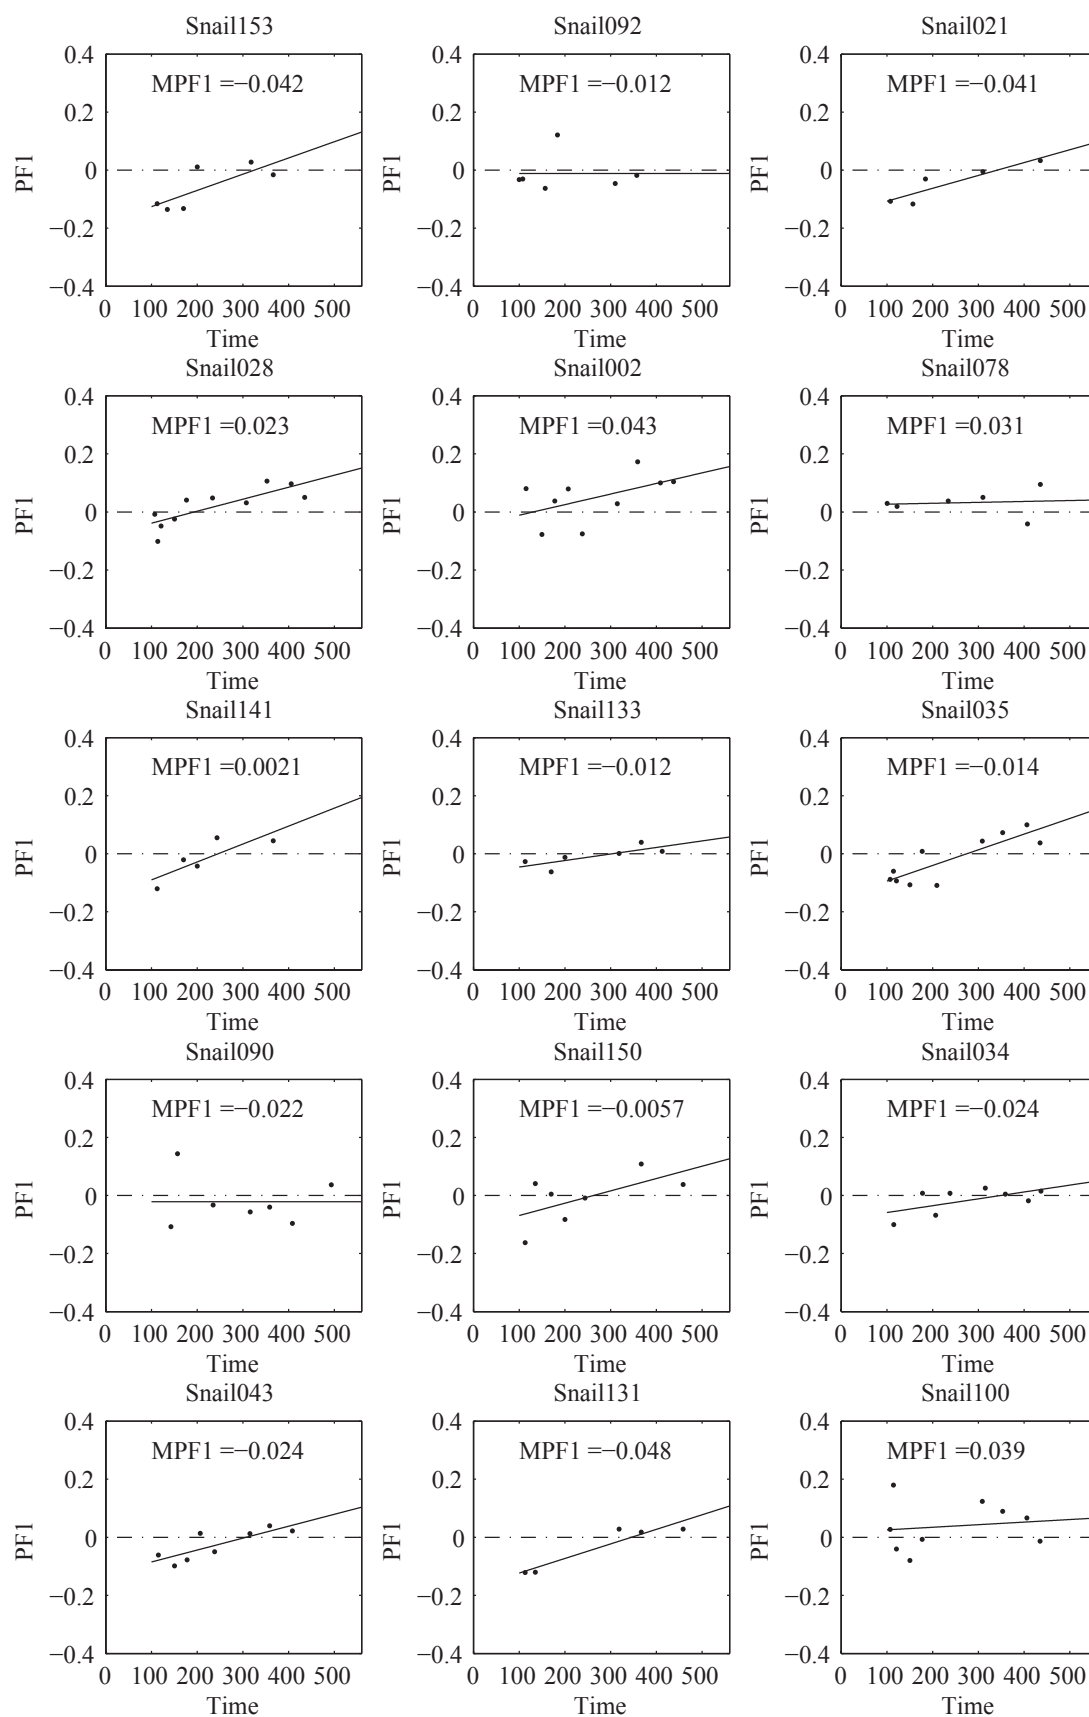 Snail153 Snail092 Snail021
0.4 0.4 0.4
MPF1 =−0.042 MPF1 =−0.012 MPF1 =−0.041
0.2 0.2 0.2
PF1 0 PF1 0 PF1 0
−0.2 −0.2 −0.2
−0.4 −0.4 −0.4
0 100 200 300 400 500 0 100 200 300 400 500 0 100 200 300 400 500
Time Time Time
Snail028 Snail002 Snail078
0.4 0.4 0.4
MPF1 =0.023 MPF1 =0.043 MPF1 =0.031
0.2 0.2 0.2
PF1 0 PF1 0 PF1 0
−0.2 −0.2 −0.2
−0.4 −0.4 −0.4
0 100 200 300 400 500 0 100 200 300 400 500 0 100 200 300 400 500
Time Time Time
Snail141 Snail133 Snail035
0.4 0.4 0.4
MPF1 =0.0021 MPF1 =−0.012 MPF1 =−0.014
0.2 0.2 0.2
PF1 0 PF1 0 PF1 0
−0.2 −0.2 −0.2
−0.4 −0.4 −0.4
0 100 200 300 400 500 0 100 200 300 400 500 0 100 200 300 400 500
Time Time Time
Snail090 Snail150 Snail034
0.4 0.4 0.4
MPF1 =−0.022 MPF1 =−0.0057 MPF1 =−0.024
0.2 0.2 0.2
PF1 0 PF1 0 PF1 0
−0.2 −0.2 −0.2
−0.4 −0.4 −0.4
0 100 200 300 400 500 0 100 200 300 400 500 0 100 200 300 400 500
Time Time Time
Snail043 Snail131 Snail100
0.4 0.4 0.4
MPF1 =−0.024 MPF1 =−0.048 MPF1 =0.039
0.2 0.2 0.2
PF1 0 PF1 0 PF1 0
−0.2 −0.2 −0.2
−0.4 −0.4 −0.4
0 100 200 300 400 500 0 100 200 300 400 500 0 100 200 300 400 500
Time Time Time